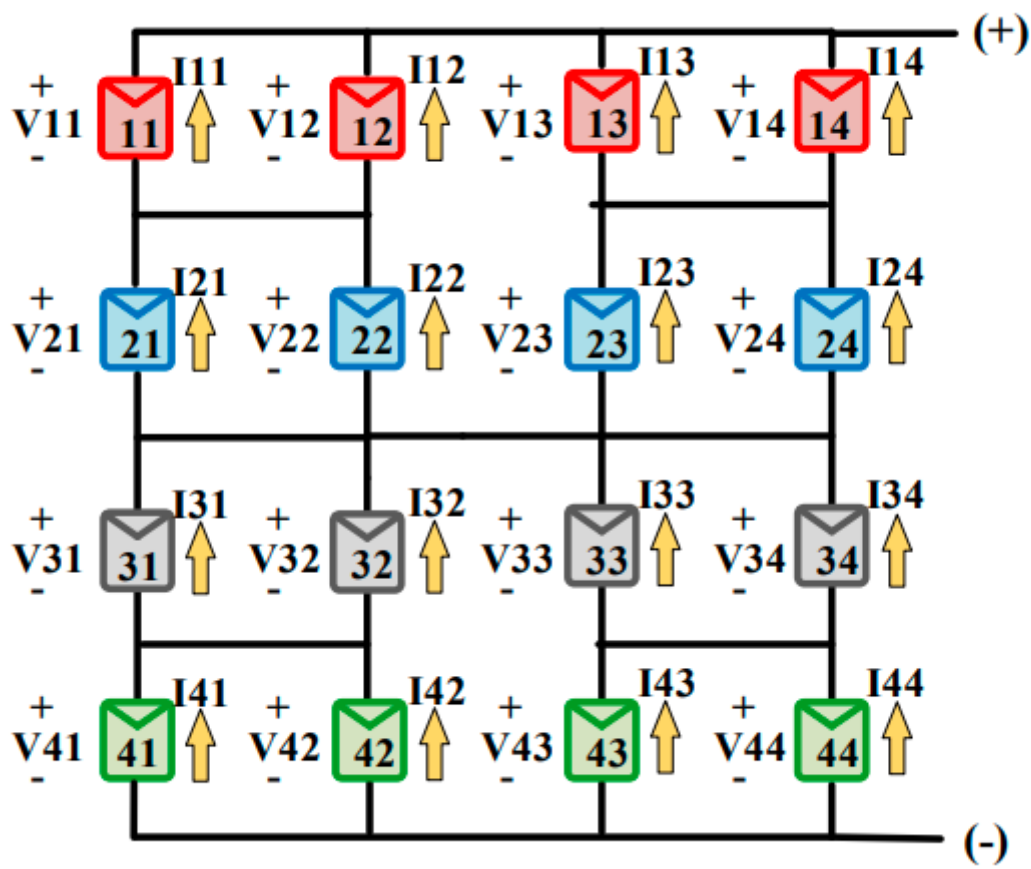 (+)
+ I11 + I12 + I13 + I14
V11 11 V12 12 V13 13 V14 14
- - - -
+ I21 + I22 + I23 + I24
V21 21 V22 22 V23 23 V24 24
- - - -
+ I31 + I32 + I33 + I34
V31 31 V32 32 V33 33 V34 34
- - - -
+ I41 + I42 + I43 + I44
V41 41 V42 42 V43 43 V44 44
- - - -
(-)